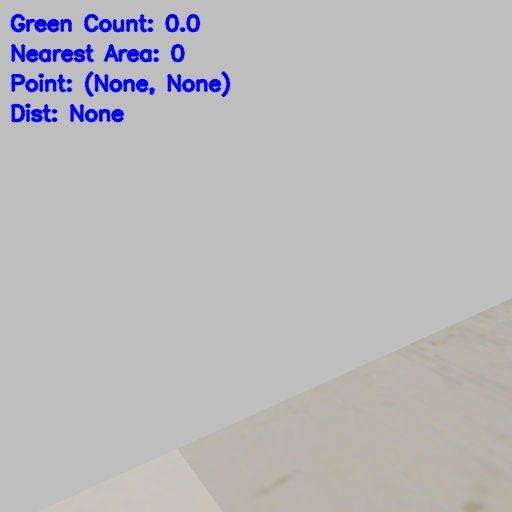 Green Count: 0.0
Nearest Area: 0
Point: (None, None)
Dist: None